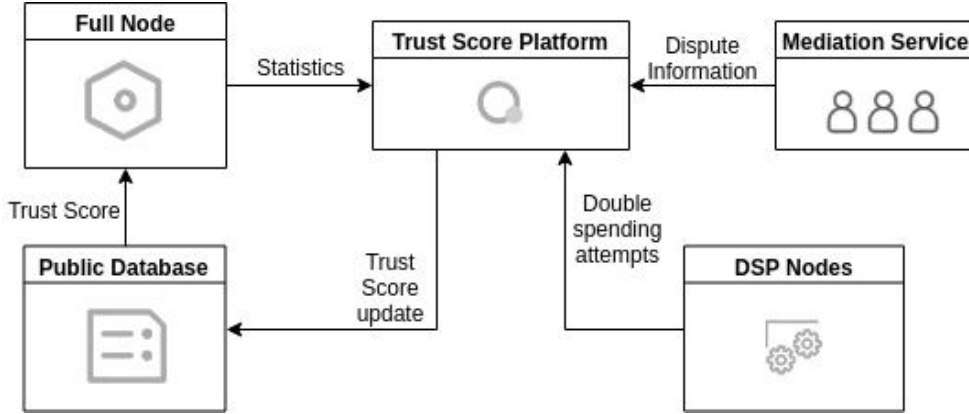 Full Node
Trust Score Platform
Mediation Service
Statistics
Dispute
Information
Trust Score
Double
spending
attempts
Public Database
Trust
Score
update
DSP Nodes